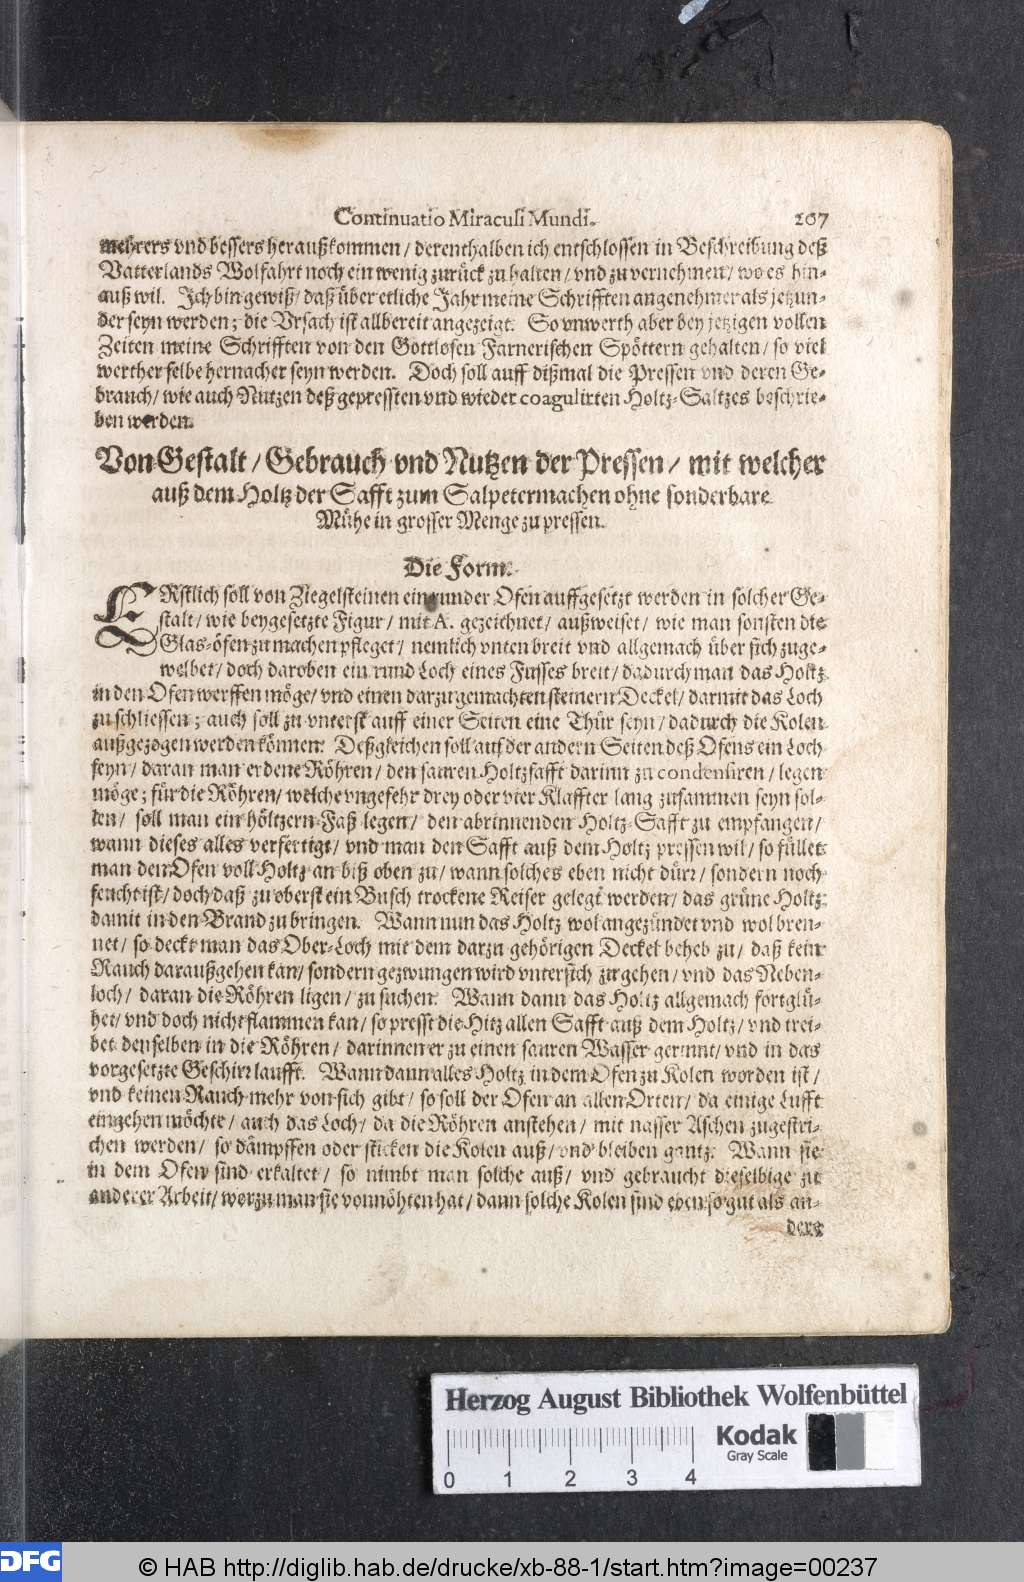 Continuatio Miraculi Mundi. 207
mehrers vnd bessers heraußkommen / derenthalben ich entschlossen in Beschreibung deß
Vatterlands Wolfahrt noch ein wenig zurück zu halten / vnd zu vernehmen / wo es hin-
auß wil. Ich bin gewiß / daß über etliche Jahr meine Schrifften angenehmer als jetzun-
der seyn werden ; die Vrsach ist allbereit angezeigt. So vnwerth aber bey jetzigen vollen
Zeiten meine Schrifften von den Gottlosen Farnerischen Spöttern gehalten / so viel
werther selbe hernacher seyn werden. Doch soll auff dißmal die Pressen vnd deren Ge-
brauch / wie auch Nutzen deß gepressten vnd wieder coagulirten Holtz-Saltzes beschrie-
ben werden.
Von Gestalt / Gebrauch vnd Nutzen der Pressen / mit welcher
auß dem Holtz der Safft zum Salpetermachen ohne sonderbare
Mühe in grosser Menge zu pressen.
Die Form.
ERstlich soll von Ziegelsteinen ein runder Ofen auffgesetzt werden in solcher Ge-
stalt / wie beygesetzte Figur / mit A. gezeichnet / außweiset / wie man sonsten die
Glas-öfen zu machen pfleget / nemlich vnten breit vnd allgemach über sich zuge-
welbet / doch daroben ein rund Loch eines Fusses breit / dadurch man das Holtz
in den Ofen werffen möge / vnd einen darzu gemachten steinern Deckel / darmit das Loch
zu schliessen ; auch soll zu vnterst auff einer Seiten eine Thür seyn / dadurch die Kolen
außgezogen werden können. Deßgleichen soll auf der andern Seiten deß Ofens ein Loch
seyn / daran man erdene Röhren / den sauren Holtzsafft darinn zu condensiren / legen
möge ; für die Röhren / welche vngefehr drey oder vier Klaffter lang zusammen seyn sol-
len / soll man ein höltzern Faß legen / den abrinnenden Holtz-Safft zu empfangen /
wann dieses alles verfertigt / vnd man den Safft auß dem Holtz pressen wil / so füllet
man den Ofen voll Holtz an biß oben zu / wann solches eben nicht dürr / sondern noch
feucht ist / doch daß zu oberst ein Busch trockene Reiser gelegt werden / das grüne Holtz
damit in den Brand zu bringen. Wann nun das Holtz wol angezündet vnd wol bren-
net / so deckt man das Ober-Loch mit dem darzu gehörigen Deckel beheb zu / daß kein
Rauch darauß gehen kan / sondern gezwungen wird vntersich zu gehen / vnd das Neben-
loch / daran die Röhren ligen / zu suchen. Wann dann das Holtz allgemach fortglü-
het / vnd doch nicht flammen kan / so presst die Hitz allen Safft auß dem Holtz / vnd trei-
bet denselben in die Röhren / darinnen er zu einen sauren Wasser gerinnt / vnd in das
vorgesetzte Geschirr laufft. Wann dann alles Holtz in dem Ofen zu Kolen worden ist /
vnd keinen Rauch mehr von sich gibt / so soll der Ofen an allen Orten / da einige Lufft
eingehen möchte / auch das Loch / da die Röhren anstehen / mit nasser Aschen zugestri-
chen werden / so dämpffen oder sticken die Kolen auß / vnd bleiben gantz. Wann sie
in dem Ofen sind erkaltet / so nimbt man solche auß / vnd gebraucht dieselbige zu
anderer Arbeit / worzu man sie vonnöhten hat / dann solche Kolen sind eben so gut als an-
dere
Herzog August Bibliothek Wolfenbüttel
Kodak
Gray Scale
0 1 2 3 4
DFG
© HAB http://diglib.hab.de/drucke/xb-88-1/start.htm?image=00237